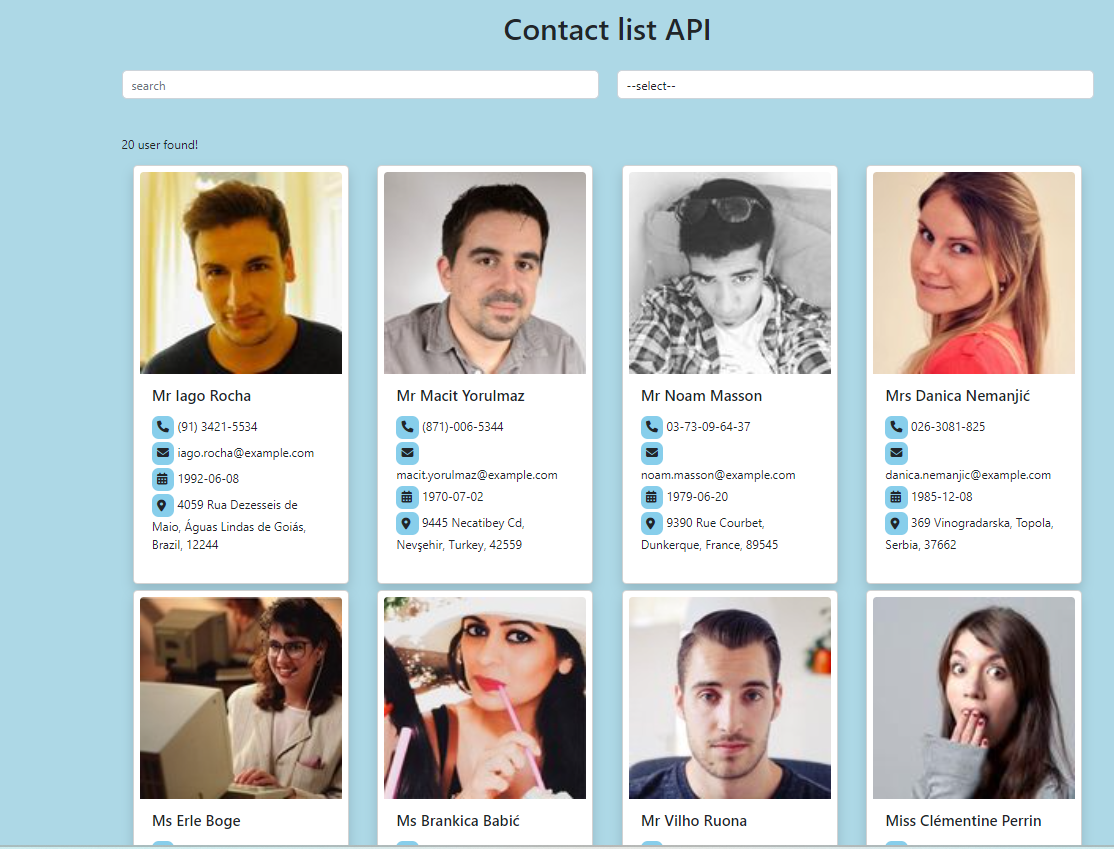 Contact list API
search
--select--
20 user found!
Mr Iago Rocha
(91) 3421-5534
iago.rocha@example.com
1992-06-08
4059 Rua Dezesseis de
Maio, Águas Lindas de Goiás,
Brazil, 12244
Mr Macit Yorulmaz
(871)-006-5344
macit.yorulmaz@example.com
1970-07-02
9445 Necatibey Cd,
Nevşehir, Turkey, 42559
Mr Noam Masson
03-73-09-64-37
noam.masson@example.com
1979-06-20
9390 Rue Courbet,
Dunkerque, France, 89545
Mrs Danica Nemanjić
026-3081-825
danica.nemanjic@example.com
1985-12-08
369 Vinogradarska, Topola,
Serbia, 37662
Ms Erle Boge
Ms Brankica Babić
Mr Vilho Ruona
Miss Clémentine Perrin